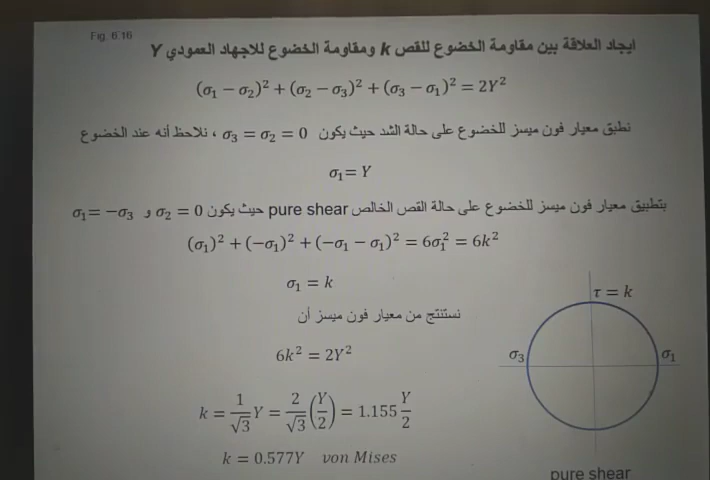 Fig. 6.16
ايجاد العلاقة بين مقاومة الخضوع للقص k ومقاومة الخضوع للاجهاد العمودي Y
(σ₁ − σ₂)² + (σ₂ − σ₃)² + (σ₃ − σ₁)² = 2Y²
نطبق معيار فون ميسز للخضوع على حالة الشد حيث يكون σ₃ = σ₂ = 0 ، نلاحظ أنه عند الخضوع
σ₁ = Y
بتطبيق معيار فون ميسز للخضوع على حالة القص الخالص pure shear حيث يكون σ₂ = 0 و σ₁ = −σ₃
(σ₁)² + (−σ₁)² + (−σ₁ − σ₁)² = 6σ₁² = 6k²
σ₁ = k
τ = k
نستنتج من معيار فون ميسز أن
6k² = 2Y²
σ₃
σ₁
k = 1/√3 Y = 2/√3 (Y/2) = 1.155 Y/2
k = 0.577Y von Mises
pure shear